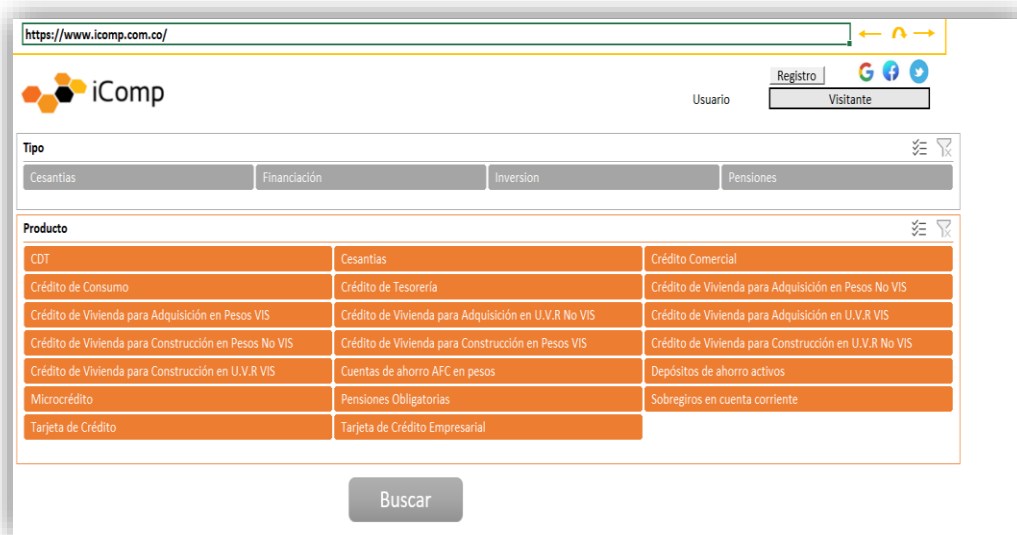 https://www.icomp.com.co/
iComp
Registro
Usuario Visitante
Tipo
Cesantias Financiación Inversion Pensiones
Producto
CDT Cesantias Crédito Comercial
Crédito de Consumo Crédito de Tesorería Crédito de Vivienda para Adquisición en Pesos No VIS
Crédito de Vivienda para Adquisición en Pesos VIS Crédito de Vivienda para Adquisición en U.V.R No VIS Crédito de Vivienda para Adquisición en U.V.R VIS
Crédito de Vivienda para Construcción en Pesos No VIS Crédito de Vivienda para Construcción en Pesos VIS Crédito de Vivienda para Construcción en U.V.R No VIS
Crédito de Vivienda para Construcción en U.V.R VIS Cuentas de ahorro AFC en pesos Depósitos de ahorro activos
Microcrédito Pensiones Obligatorias Sobregiros en cuenta corriente
Tarjeta de Crédito Tarjeta de Crédito Empresarial
Buscar